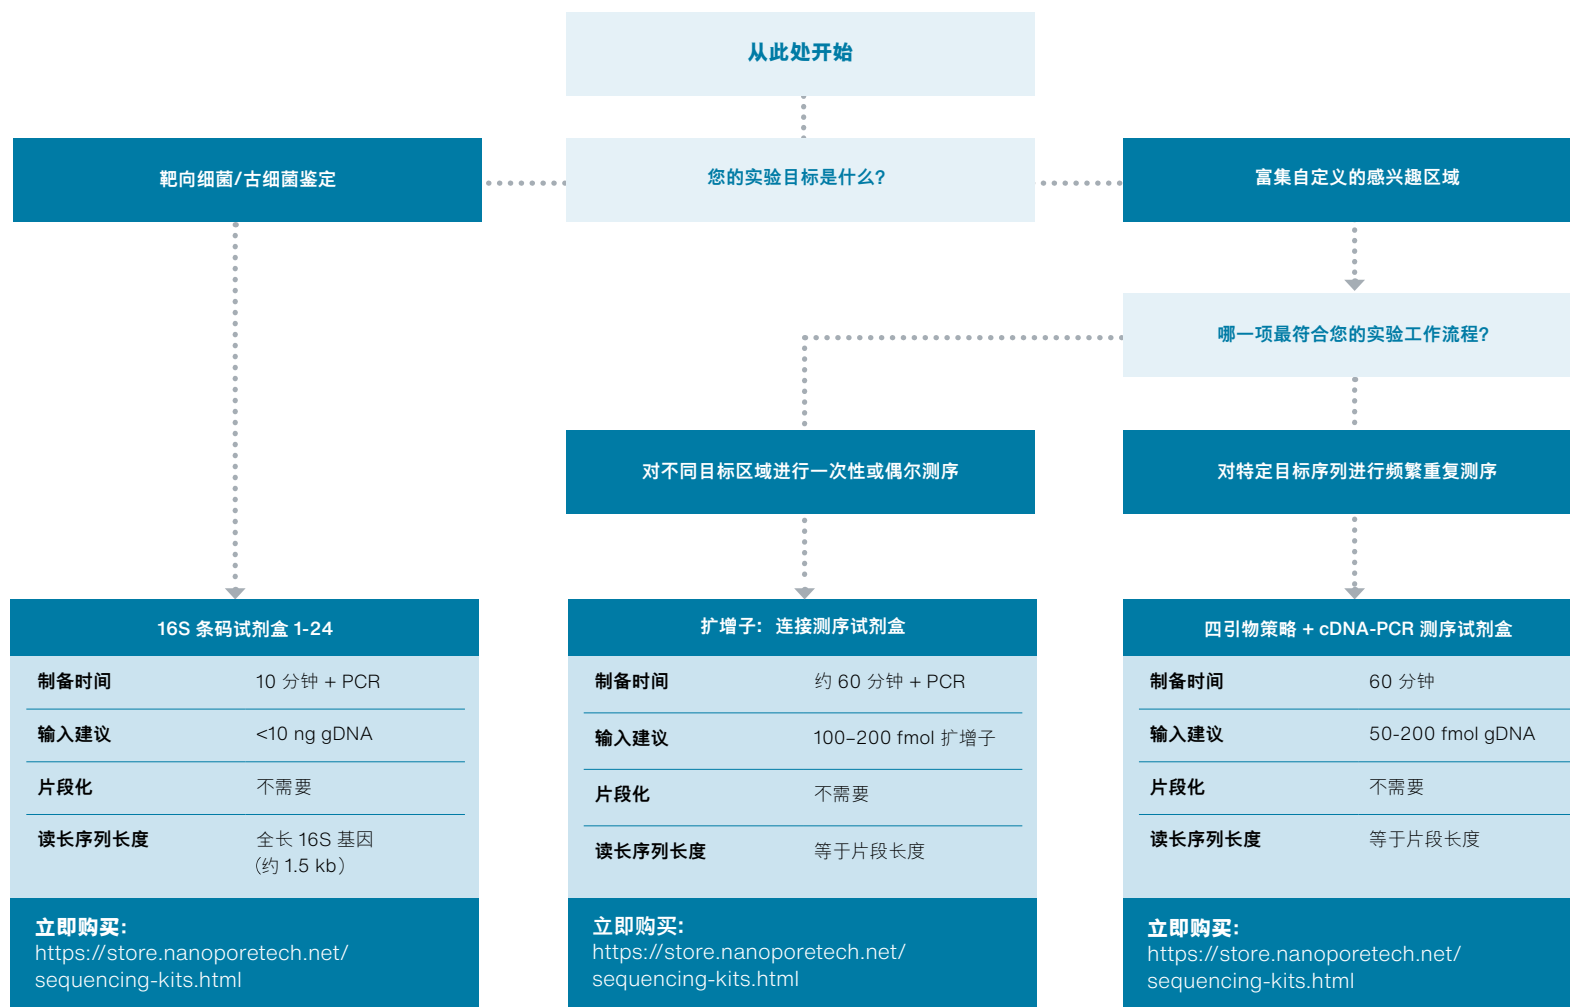 从此处开始
靶向细菌/古细菌鉴定
您的实验目标是什么?
富集自定义的感兴趣区域
哪一项最符合您的实验工作流程?
对不同目标区域进行一次性或偶尔测序
对特定目标序列进行频繁重复测序
16S 条码试剂盒 1-24
制备时间 10 分钟 + PCR
输入建议 <10 ng gDNA
片段化 不需要
读长序列长度 全长 16S 基因
(约 1.5 kb)
立即购买:
https://store.nanoporetech.net/
sequencing-kits.html
扩增子: 连接测序试剂盒
制备时间 约 60 分钟 + PCR
输入建议 100–200 fmol 扩增子
片段化 不需要
读长序列长度 等于片段长度
立即购买:
https://store.nanoporetech.net/
sequencing-kits.html
四引物策略 + cDNA-PCR 测序试剂盒
制备时间 60 分钟
输入建议 50-200 fmol gDNA
片段化 不需要
读长序列长度 等于片段长度
立即购买:
https://store.nanoporetech.net/
sequencing-kits.html